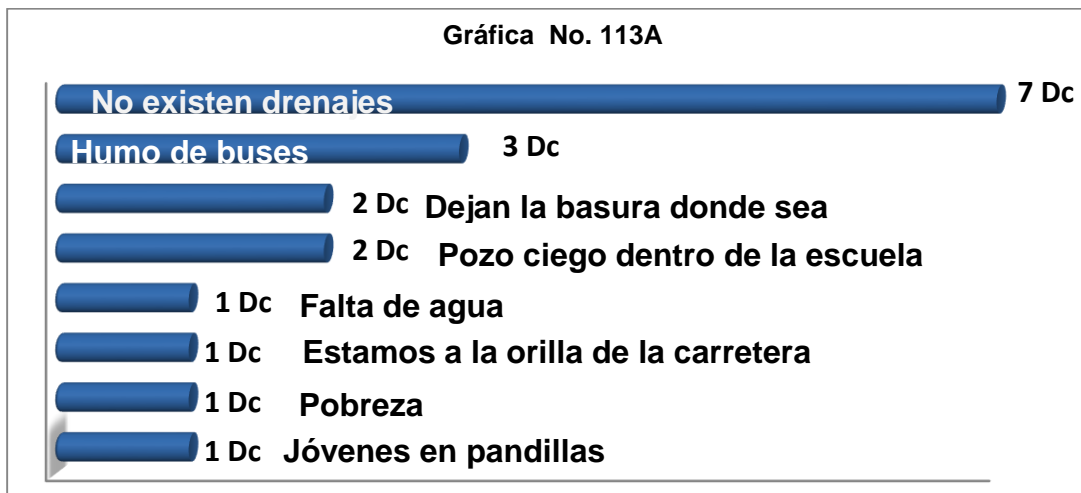 Gráfica No. 113A
No existen drenajes 7 Dc
Humo de buses 3 Dc
2 Dc Dejan la basura donde sea
2 Dc Pozo ciego dentro de la escuela
1 Dc Falta de agua
1 Dc Estamos a la orilla de la carretera
1 Dc Pobreza
1 Dc Jóvenes en pandillas